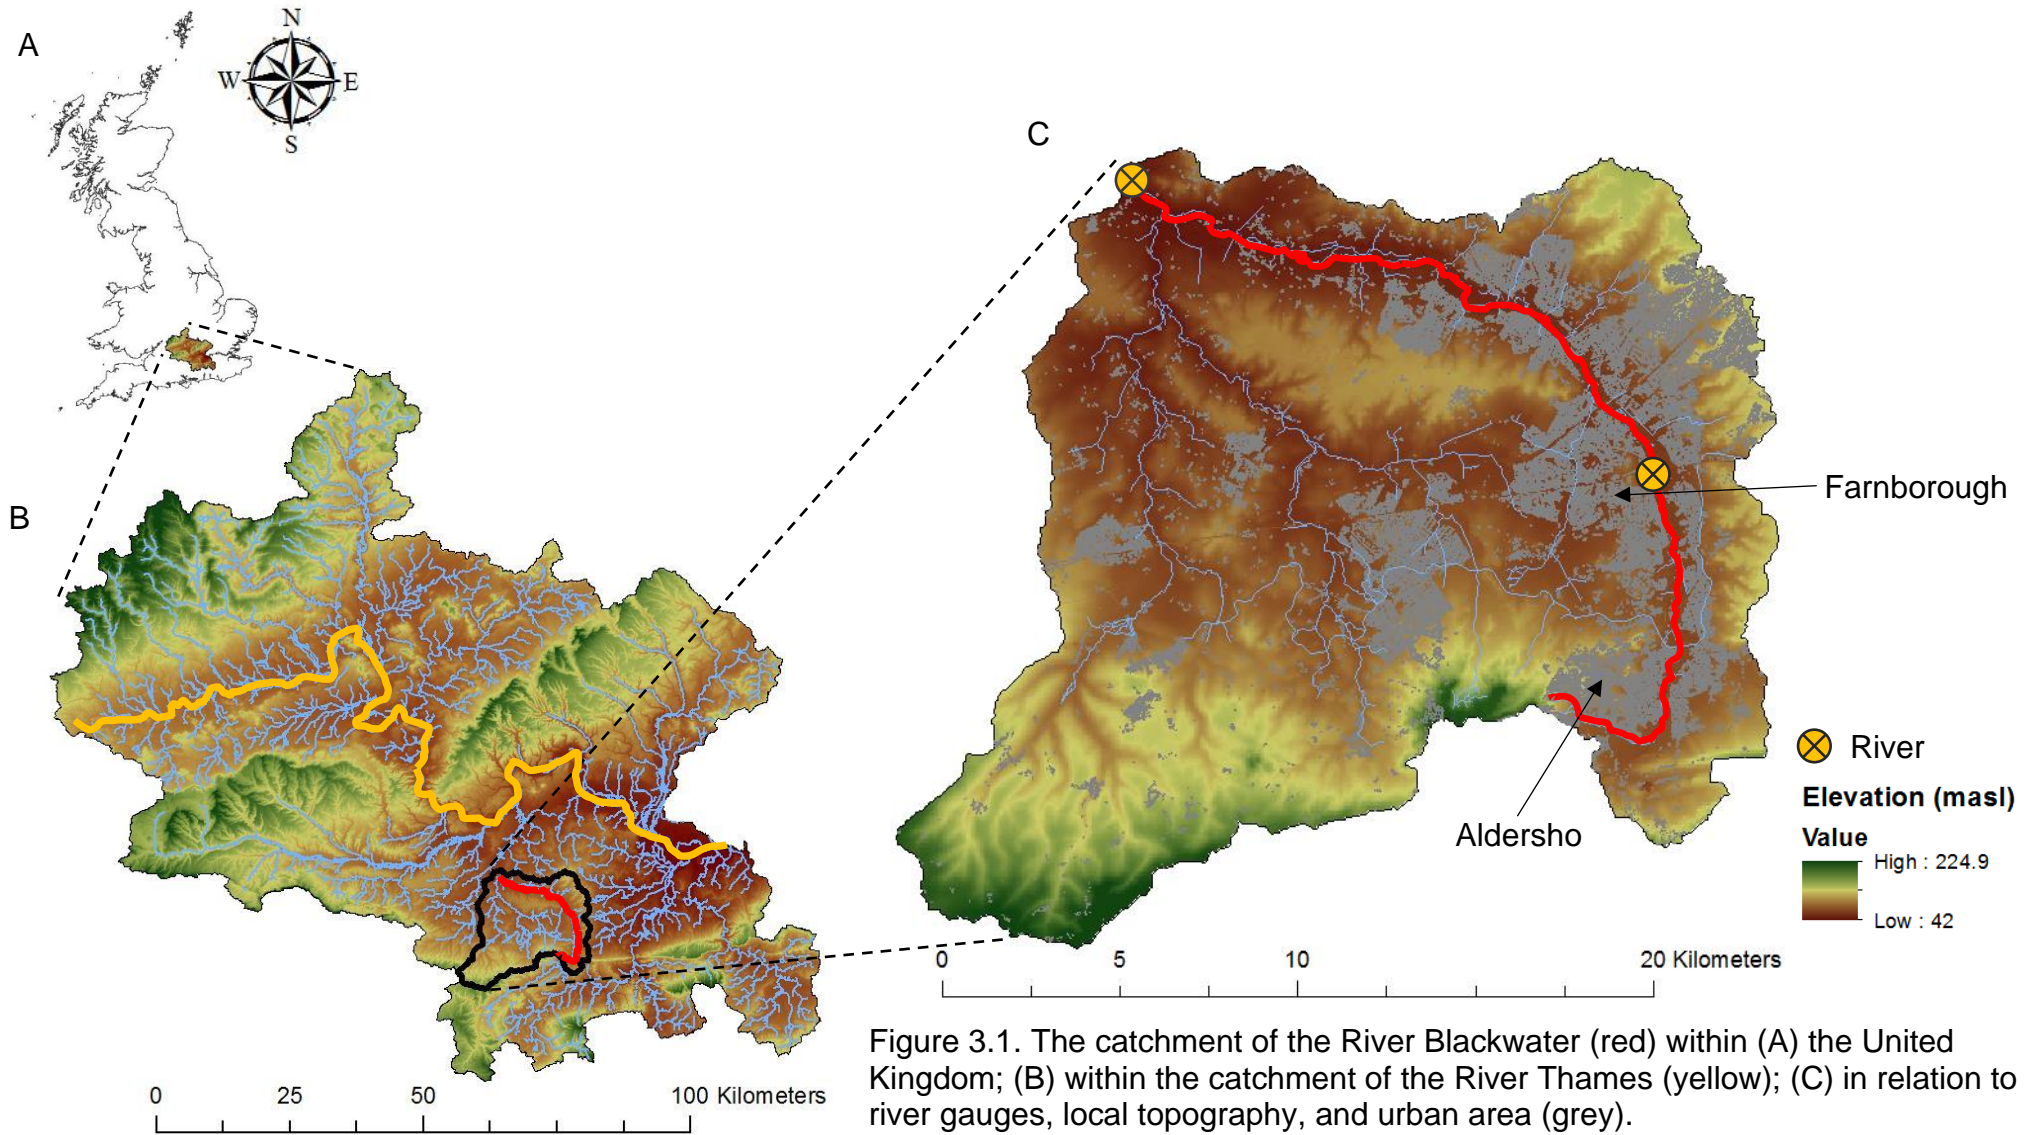 A
N
W
E
S
C
B
Farnborough
River
Elevation (masl)
Value
High : 224.9
Low : 42
Aldersho
0 5 10 20 Kilometers
0 25 50 100 Kilometers
Figure 3.1. The catchment of the River Blackwater (red) within (A) the United
Kingdom; (B) within the catchment of the River Thames (yellow); (C) in relation to
river gauges, local topography, and urban area (grey).